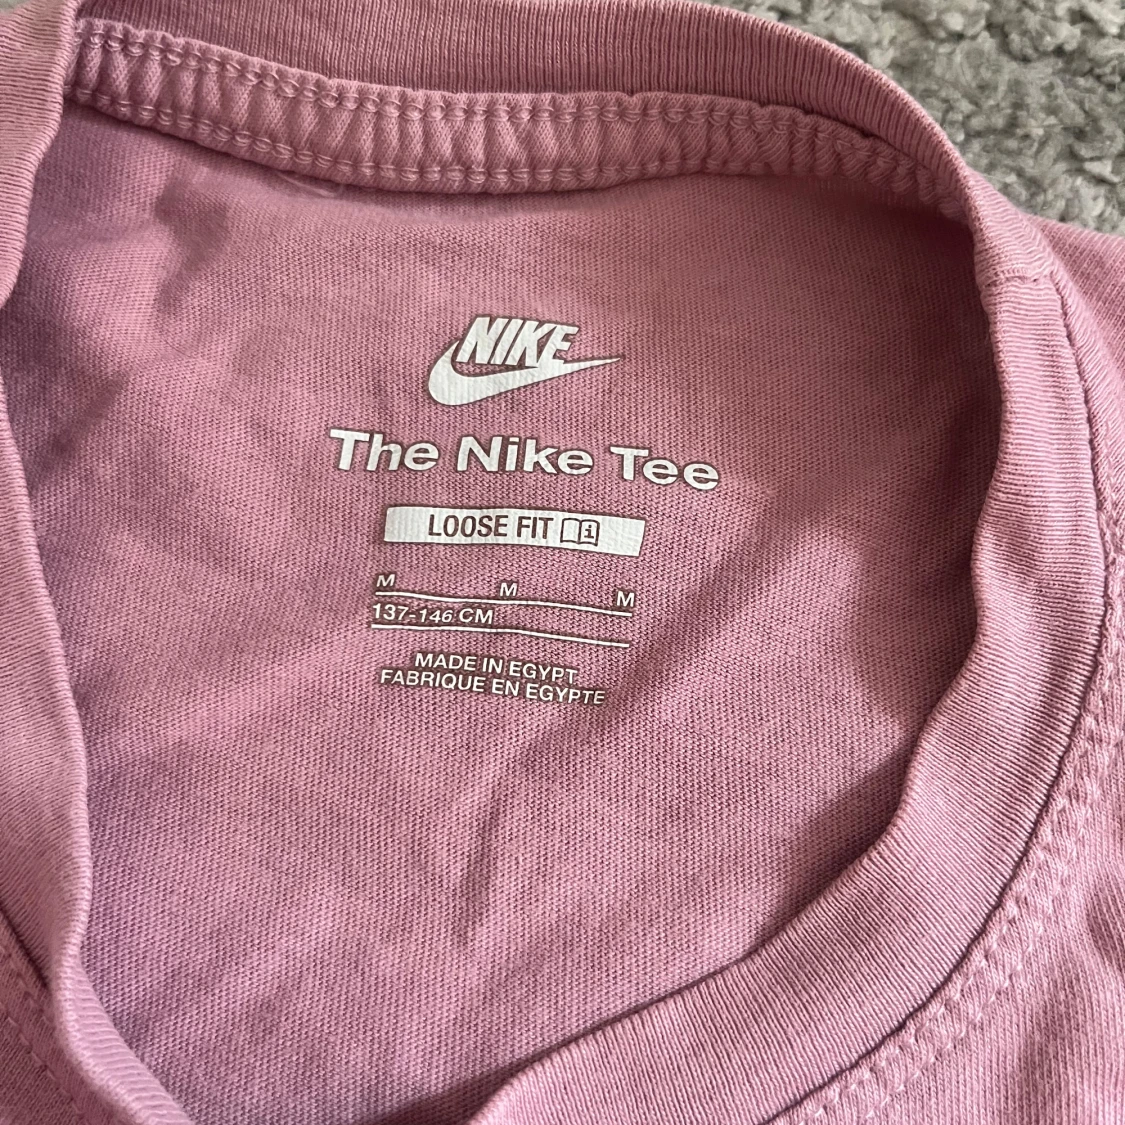 NIKE
The Nike Tee
LOOSE FIT i
M M M
137-146 CM
MADE IN EGYPT
FABRIQUE EN EGYPTE